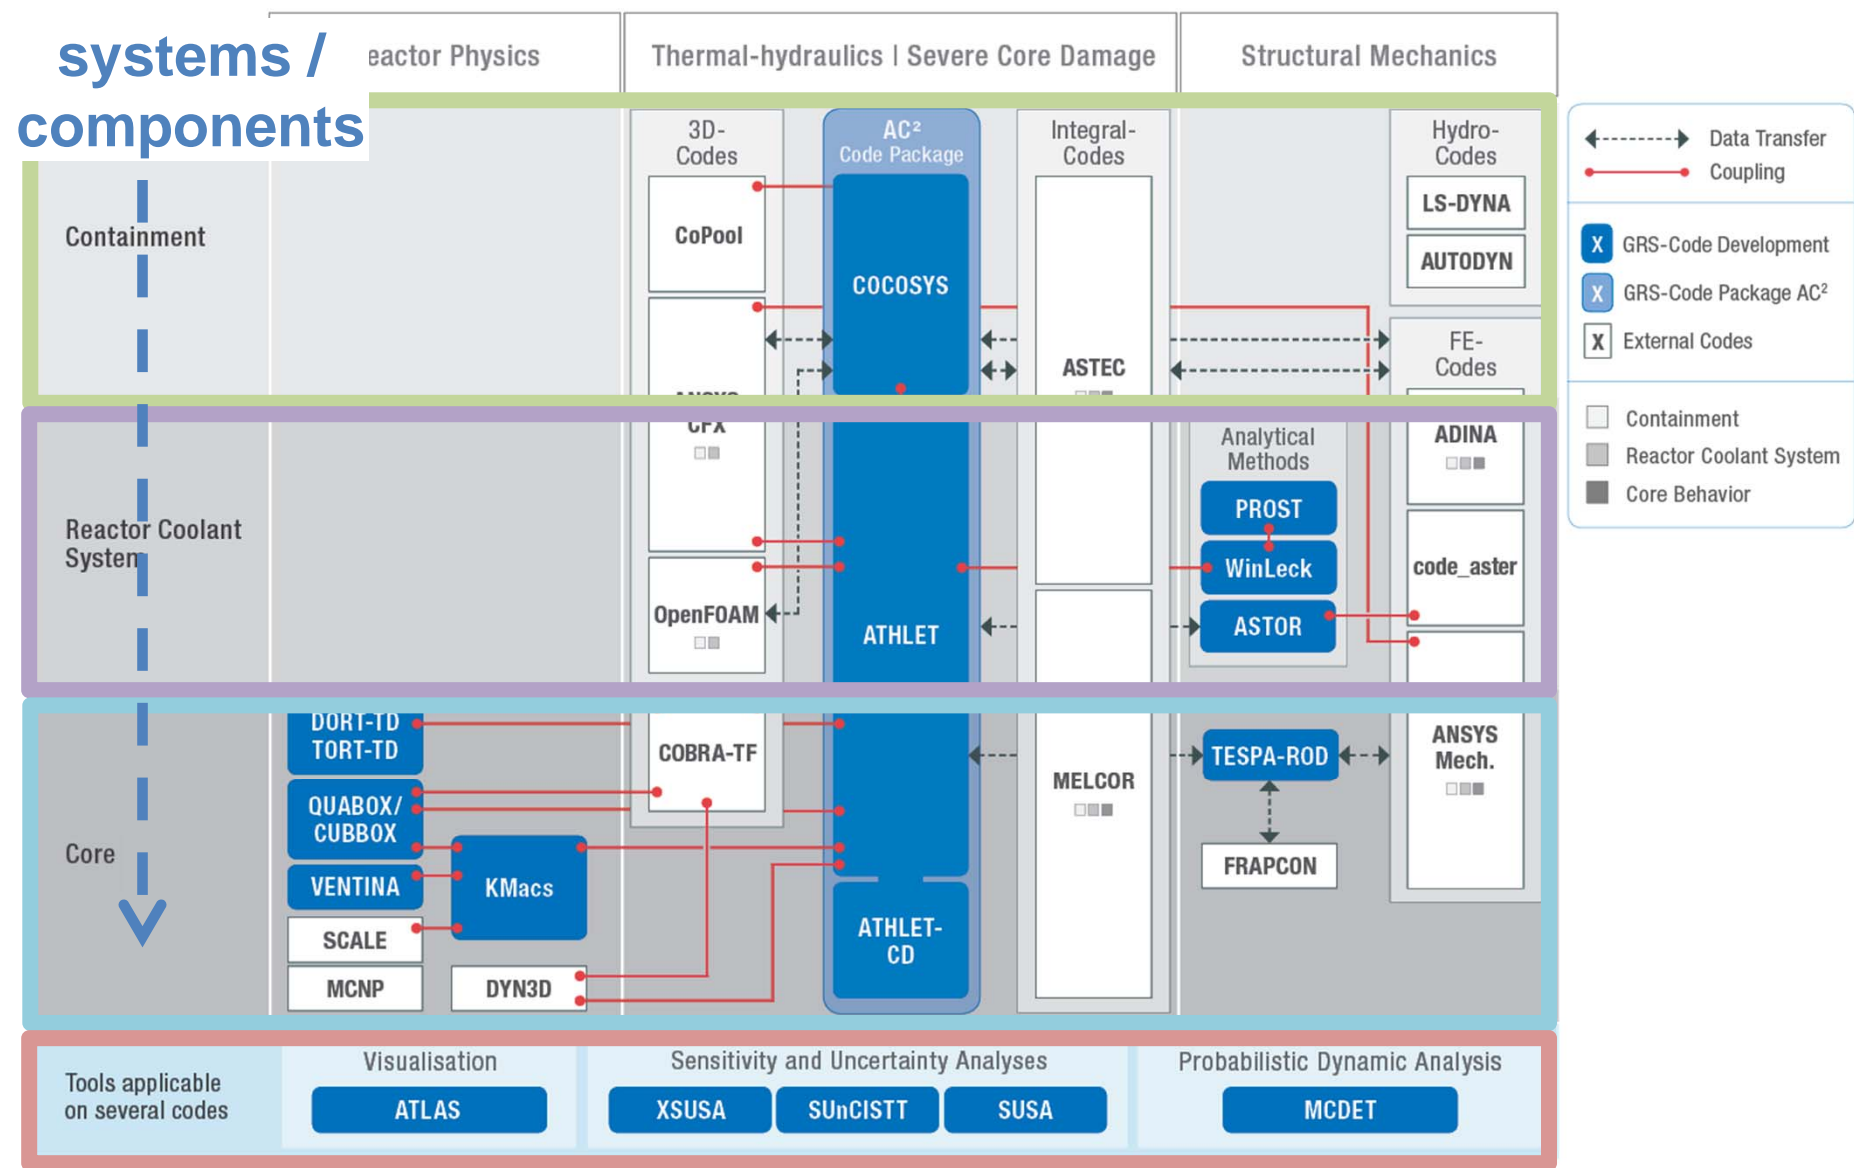 systems /
components
eactor Physics
Thermal-hydraulics | Severe Core Damage
Structural Mechanics
Containment
3D-
Codes
CoPool
AC²
Code Package
COCOSYS
Integral-
Codes
ASTEC
Hydro-
Codes
LS-DYNA
AUTODYN
FE-
Codes
Data Transfer
Coupling
X GRS-Code Development
X GRS-Code Package AC²
X External Codes
Containment
Reactor Coolant System
Core Behavior
Reactor Coolant
System
ANSYS
CFX
OpenFOAM
ATHLET
Analytical
Methods
PROST
WinLeck
ASTOR
ADINA
code_aster
Core
DORT-TD
TORT-TD
QUABOX/
CUBBOX
VENTINA
SCALE
MCNP
KMacs
DYN3D
COBRA-TF
ATHLET-
CD
MELCOR
TESPA-ROD
FRAPCON
ANSYS
Mech.
Tools applicable
on several codes
Visualisation
ATLAS
Sensitivity and Uncertainty Analyses
XSUSA
SUnCISTT
SUSA
Probabilistic Dynamic Analysis
MCDET